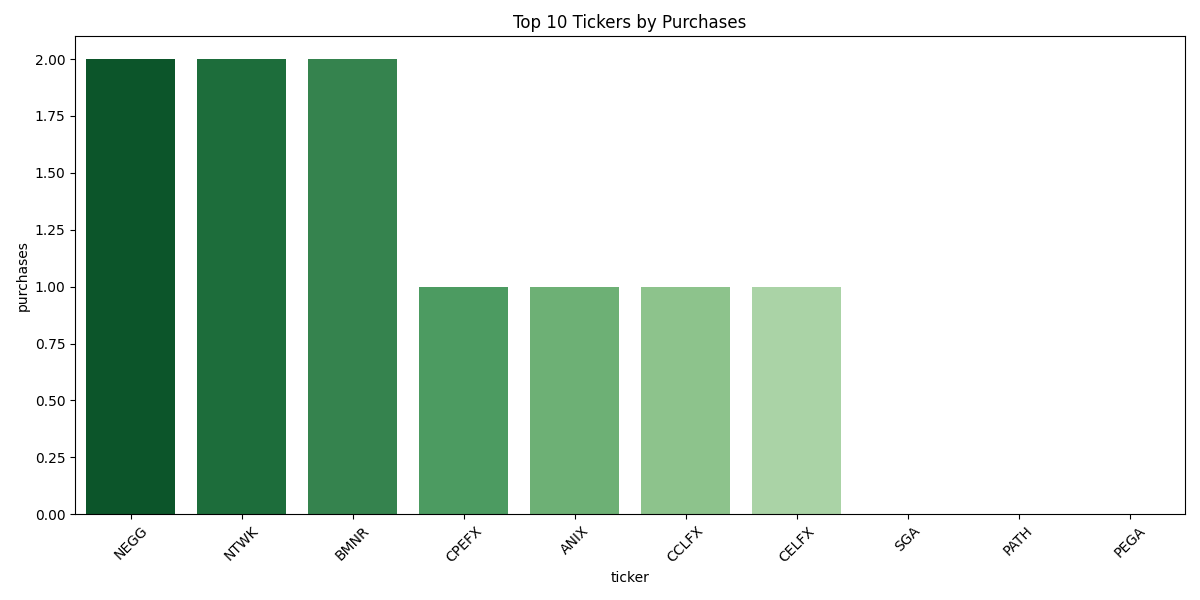 Top 10 Tickers by Purchases
purchases
2.00
1.75
1.50
1.25
1.00
0.75
0.50
0.25
0.00
NEGG
NTWK
BMNR
CPEFX
ANIX
CCLFX
CELFX
SGA
PATH
PEGA
ticker